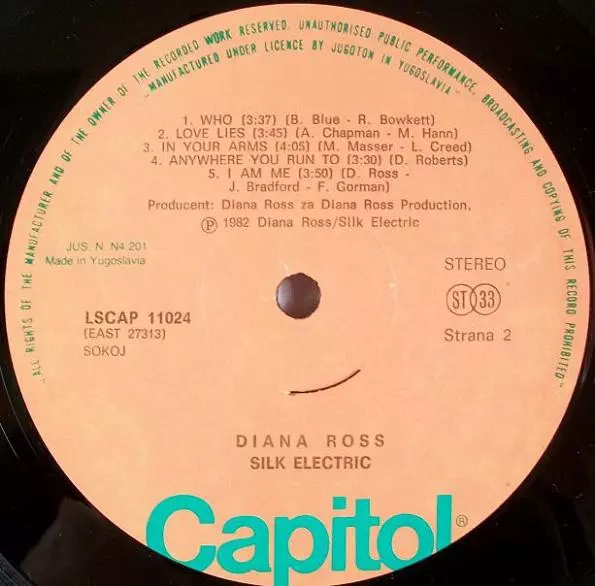 "ALL RIGHTS OF THE MANUFACTURER AND OF THE OWNER OF THE RECORDED WORK RESERVED. UNAUTHORISED PUBLIC PERFORMANCE, BROADCASTING AND COPYING OF THIS RECORD PROHIBITED"
"MANUFACTURED UNDER LICENCE BY JUGOTON IN YUGOSLAVIA"
1. WHO (3:37) (B. Blue - R. Bowkett)
2. LOVE LIES (3:45) (A. Chapman - M. Hann)
3. IN YOUR ARMS (4:05) (M. Masser - L. Creed)
4. ANYWHERE YOU RUN TO (3:30) (D. Roberts)
5. I AM ME (3:50) (D. Ross -
J. Bradford - F. Gorman)
Producent: Diana Ross za Diana Ross Production,
Ⓟ 1982 Diana Ross/Silk Electric
JUS. N. N4.201
Made in Yugoslavia
STEREO
LSCAP 11024
ST 33
(EAST 27313)
Strana 2
SOKOJ
DIANA ROSS
SILK ELECTRIC
Capitol®